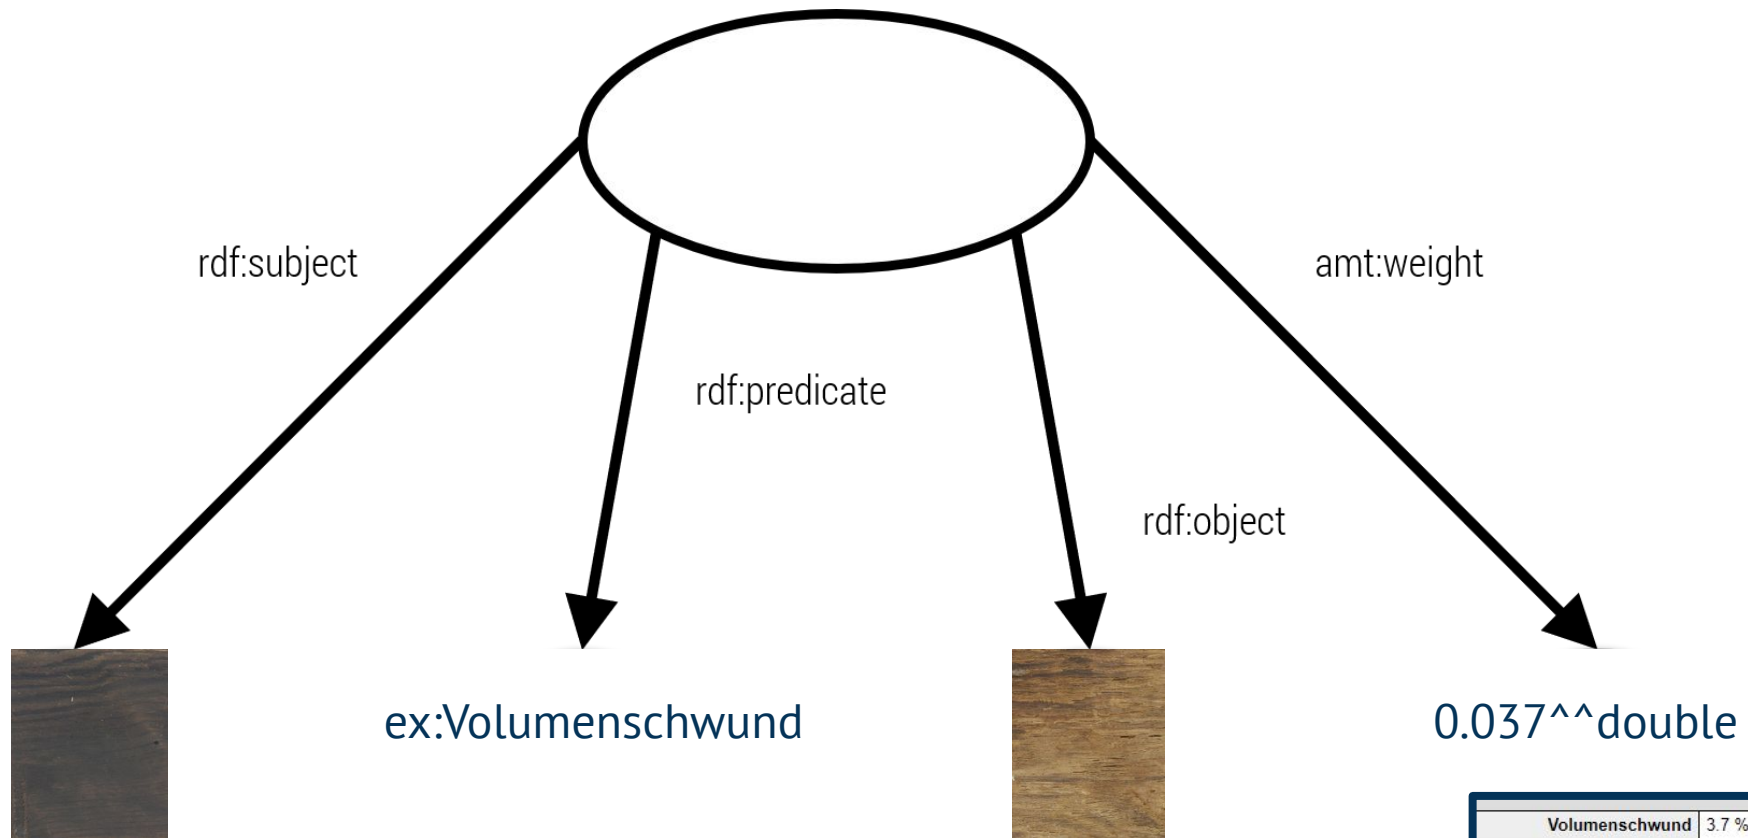 rdf:subject
amt:weight
rdf:predicate
rdf:object
ex:Volumenschwund
0.037^^double
Volumenschwund 3.7 %